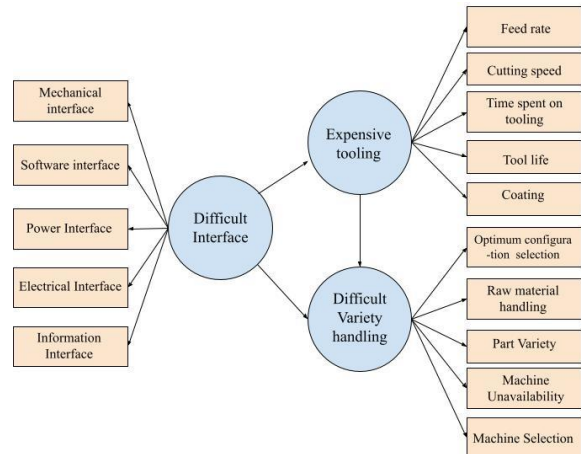 Mechanical
interface
Software interface
Power Interface
Electrical Interface
Information
Interface
Difficult
Interface
Expensive
tooling
Difficult
Variety
handling
Feed rate
Cutting speed
Time spent on
tooling
Tool life
Coating
Optimum configura
-tion selection
Raw material
handling
Part Variety
Machine
Unavailability
Machine Selection